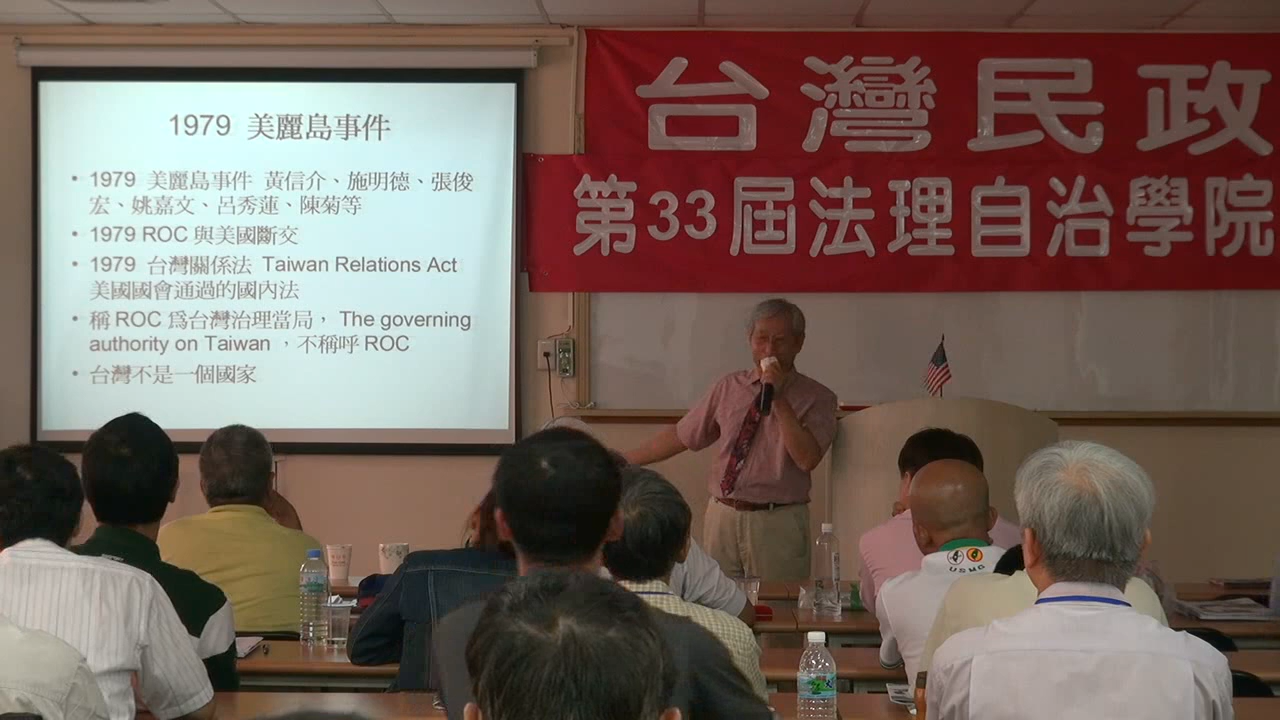 1979 美麗島事件
• 1979 美麗島事件 黃信介、施明德、張俊
宏、姚嘉文、呂秀蓮、陳菊等
• 1979 ROC 與美國斷交
• 1979 台灣關係法 Taiwan Relations Act
美國國會通過的國內法
• 稱 ROC 為台灣治理當局， The governing
authority on Taiwan ，不稱呼 ROC
• 台灣不是一個國家
台灣民政
第33屆法理自治學院
U.S.M.G